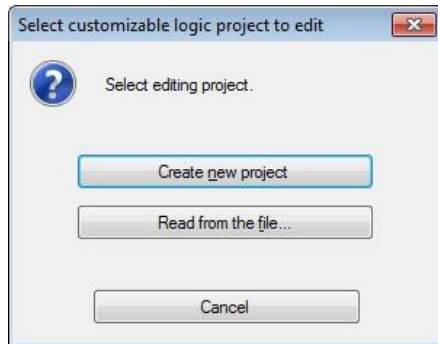 Select customizable logic project to edit
Select editing project.
Create new project
Read from the file...
Cancel